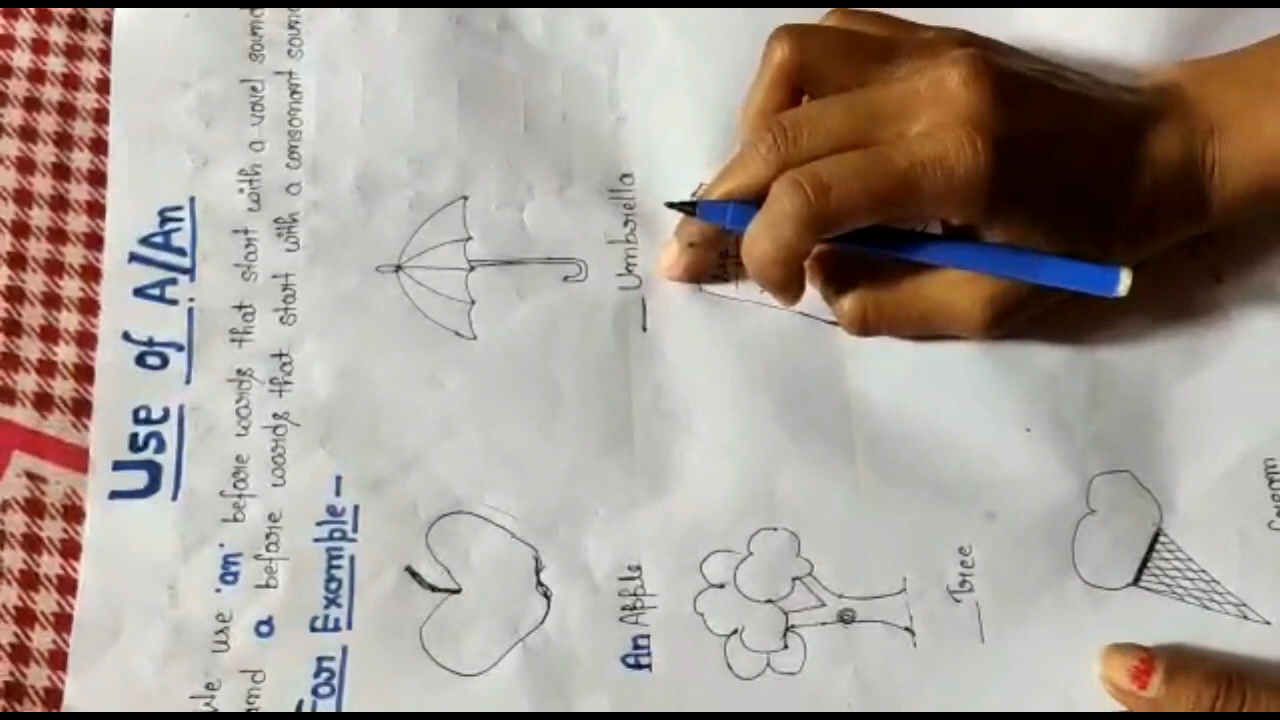 Use of A/An
We use 'an' before words that start with a vovel sound
and a before words that start with a consonant sound
For Example-
An Apple
_ Umbrella
_ Tree